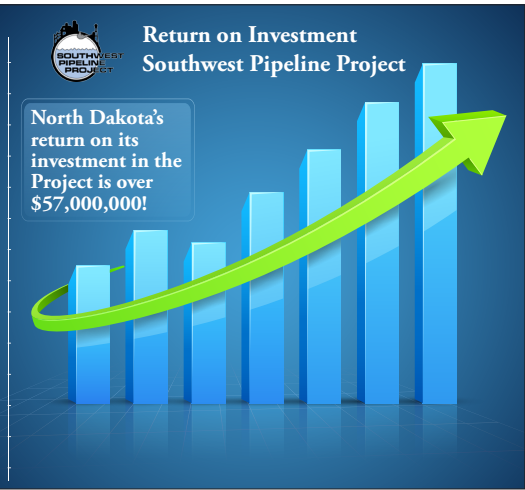 SOUTHWEST
PIPELINE
PROJECT
Return on Investment
Southwest Pipeline Project
North Dakota's
return on its
investment in the
Project is over
$57,000,000!